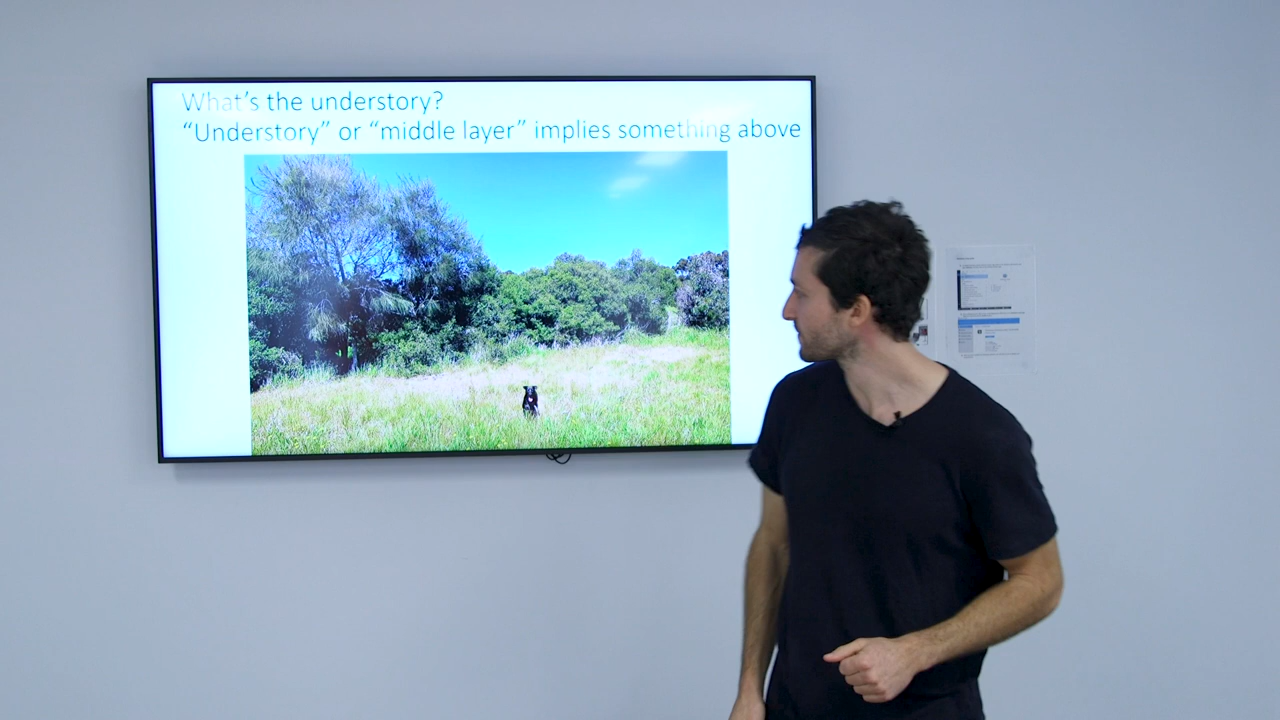 What's the understory?
“Understory” or “middle layer” implies something above